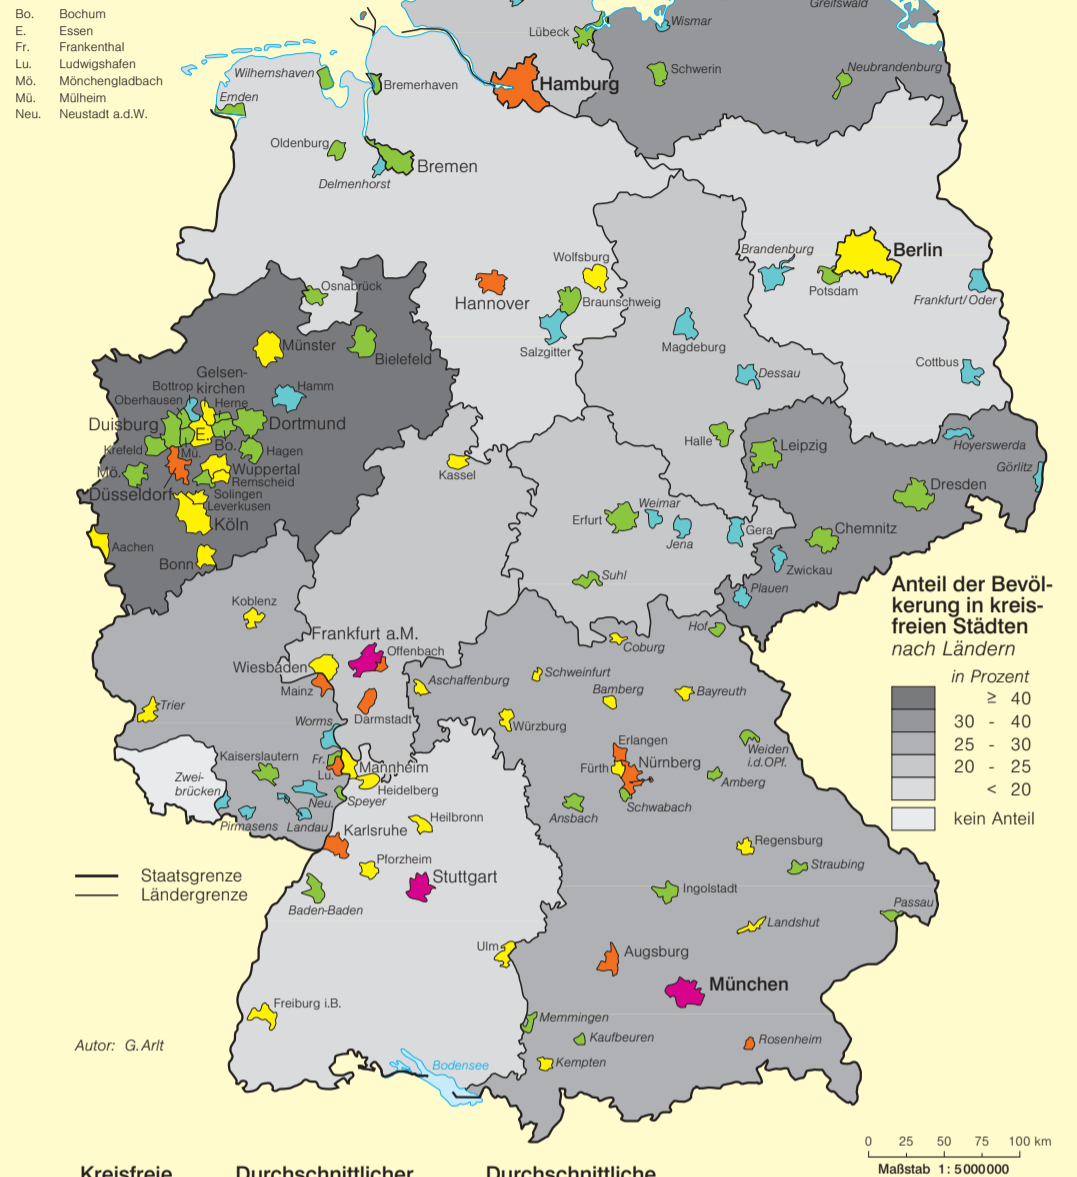 Bo. Bochum
E. Essen
Fr. Frankenthal
Lu. Ludwigshafen
Mö. Mönchengladbach
Mü. Mülheim
Neu. Neustadt a.d.W.
Greifswald
Wismar
Lübeck
Schwerin
Neubrandenburg
Wilhemshaven
Bremerhaven
Hamburg
Emden
Oldenburg
Bremen
Delmenhorst
Brandenburg
Berlin
Wolfsburg
Potsdam
Frankfurt/Oder
Osnabrück
Hannover
Braunschweig
Salzgitter
Magdeburg
Münster
Bielefeld
Cottbus
Dessau
Gelsen-
kirchen
Bottrop
Hamm
Oberhausen
Herne
Duisburg
Dortmund
E.
Bo.
Krefeld
Mü.
Hagen
Halle
Leipzig
Hoyerswerda
Görlitz
Mö.
Wuppertal
Kassel
Remscheid
Düsseldorf
Solingen
Leverkusen
Köln
Dresden
Weimar
Erfurt
Jena
Gera
Chemnitz
Aachen
Bonn
Zwickau
Suhl
Plauen
Koblenz
Hof
Coburg
Frankfurt a.M.
Offenbach
Wiesbaden
Mainz
Aschaffenburg
Schweinfurt
Bamberg
Bayreuth
Trier
Darmstadt
Worms
Würzburg
Erlangen
Weiden
i.d.OPf.
Kaiserslautern
Fr.
Lu.
Mannheim
Fürth
Nürnberg
Amberg
Zwei-
brücken
Heidelberg
Neu.
Speyer
Schwabach
Ansbach
Pirmasens
Landau
Heilbronn
Karlsruhe
Regensburg
Pforzheim
Straubing
Stuttgart
Ingolstadt
Baden-Baden
Passau
Landshut
Ulm
Augsburg
München
Freiburg i.B.
Memmingen
Kaufbeuren
Rosenheim
Kempten
Bodensee
Anteil der Bevöl-
kerung in kreis-
freien Städten
nach Ländern
in Prozent
≥ 40
30 - 40
25 - 30
20 - 25
< 20
kein Anteil
Staatsgrenze
Ländergrenze
Autor: G. Arlt
0 25 50 75 100 km
Maßstab 1 : 5 000 000
Kreisfreie Durchschnittlicher Durchschnittliche